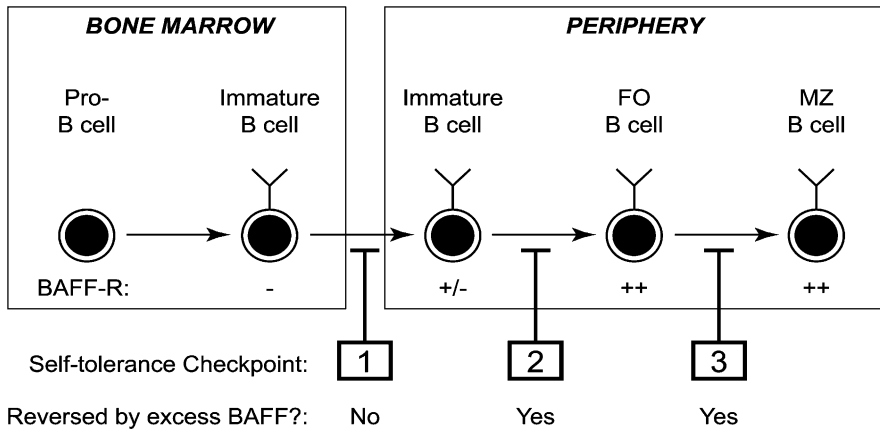 BONE MARROW PERIPHERY
Pro- Immature Immature FO MZ
B cell B cell B cell B cell B cell
BAFF-R: - +/- ++ ++
Self-tolerance Checkpoint: 1 2 3
Reversed by excess BAFF?: No Yes Yes